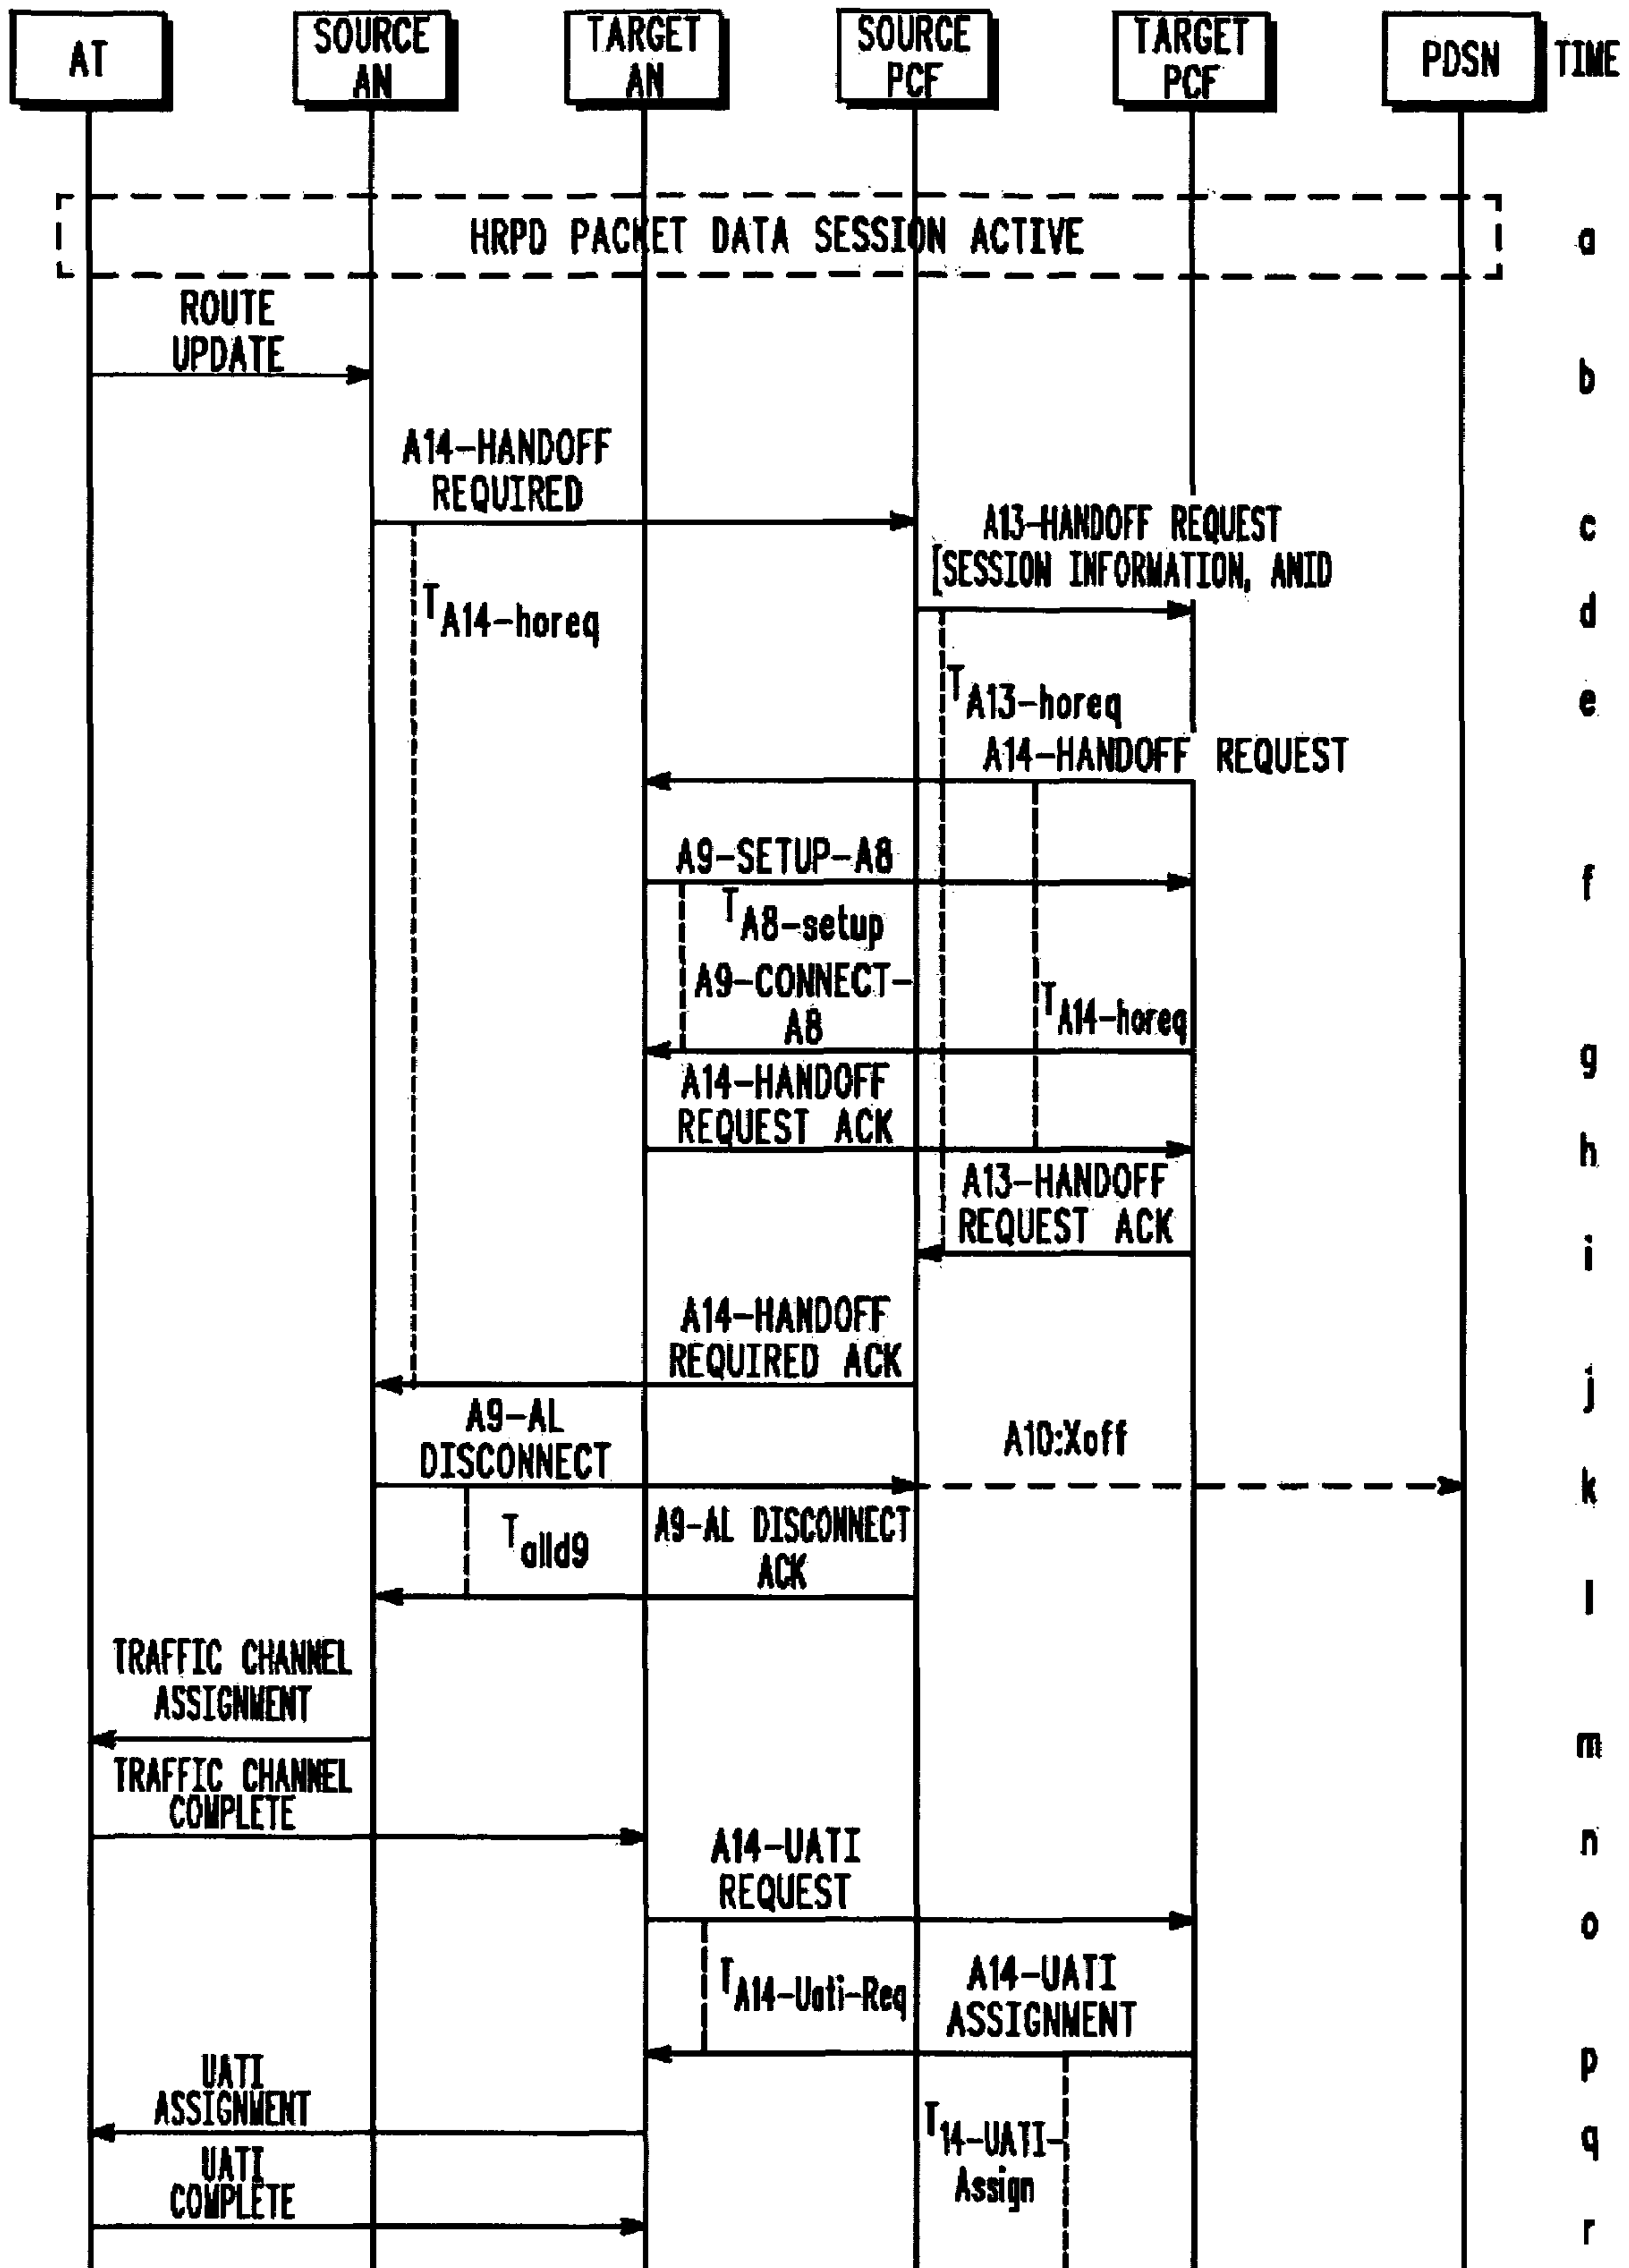 AT
SOURCE
AN
TARGET
AN
SOURCE
PCF
TARGET
PCF
PDSN
TIME
HRPD PACKET DATA SESSION ACTIVE
a
ROUTE
UPDATE
b
A14-HANDOFF
REQUIRED
c
A13-HANDOFF REQUEST
[SESSION INFORMATION, ANID
d
TA14-horeq
TA13-horeq
e
A14-HANDOFF REQUEST
A9-SETUP-A8
f
TA8-setup
A9-CONNECT-
A8
TA14-horeq
g
A14-HANDOFF
REQUEST ACK
h
A13-HANDOFF
REQUEST ACK
i
A14-HANDOFF
REQUIRED ACK
j
A9-AL
DISCONNECT
A10:Xoff
k
Talld9
A9-AL DISCONNECT
ACK
l
TRAFFIC CHANNEL
ASSIGNMENT
m
TRAFFIC CHANNEL
COMPLETE
n
A14-UATI
REQUEST
o
TA14-Uati-Req
A14-UATI
ASSIGNMENT
p
UATI
ASSIGNMENT
q
T14-UATI-
Assign
UATI
COMPLETE
r